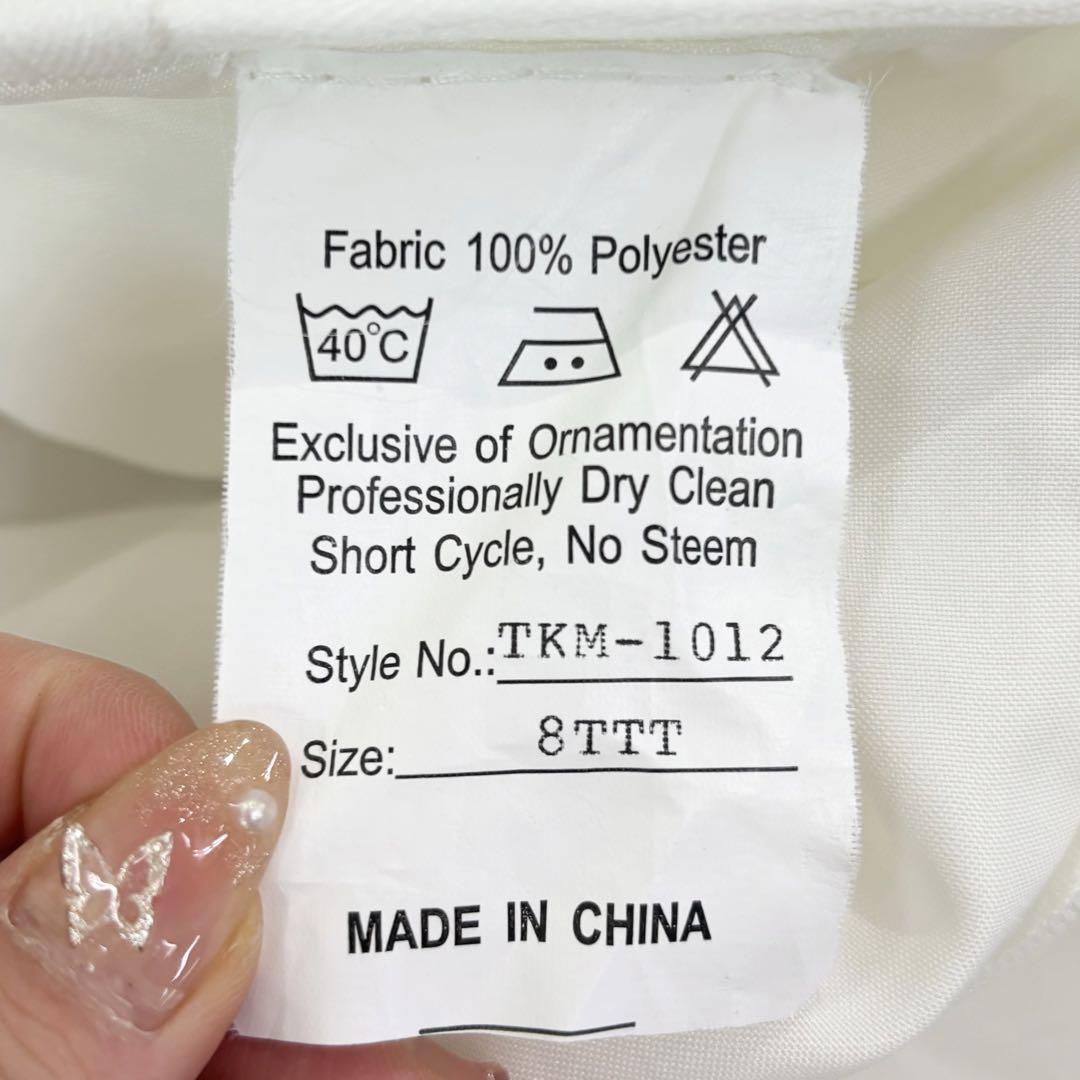 Fabric 100% Polyester
40°C
Exclusive of Ornamentation
Professionally Dry Clean
Short Cycle, No Steem
Style No.: TKM-1012
Size: 8TTT
MADE IN CHINA